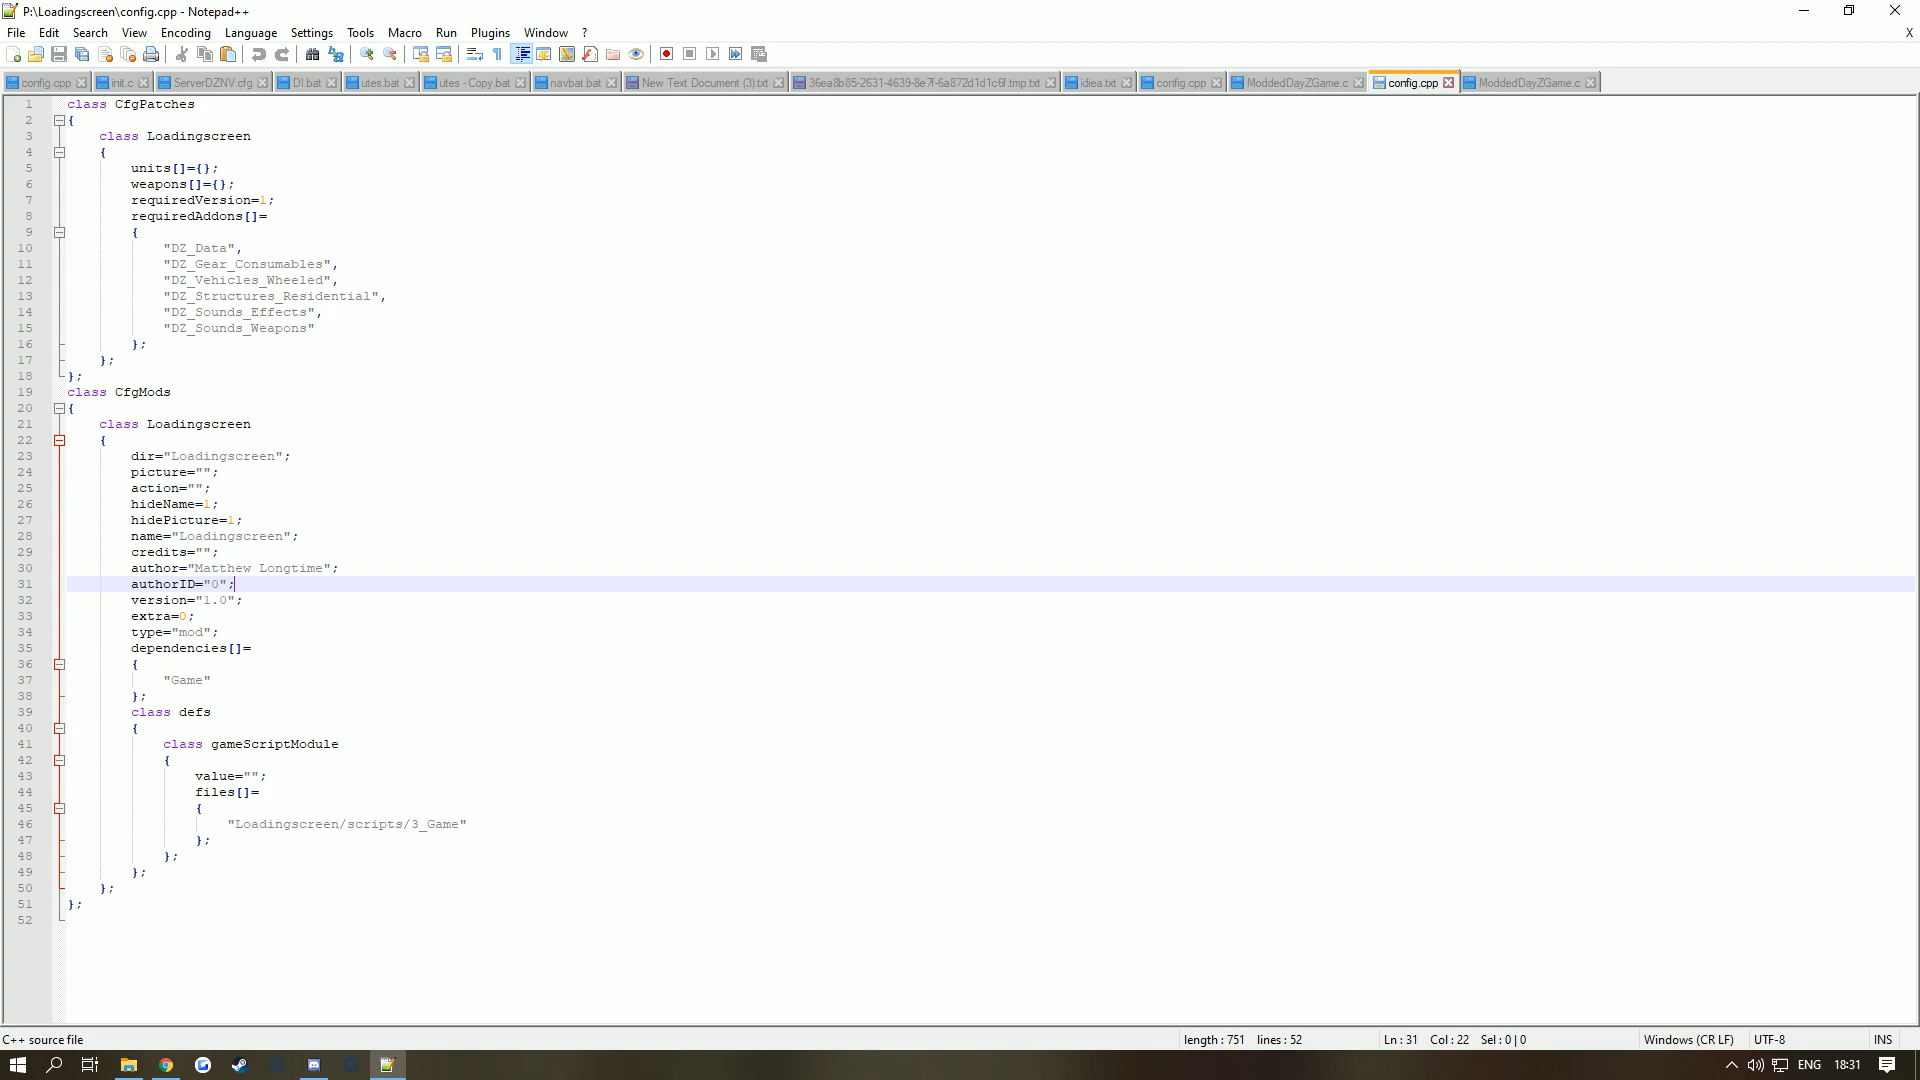 P:\Loadingscreen\config.cpp - Notepad++
File Edit Search View Encoding Language Settings Tools Macro Run Plugins Window ? X
config.cpp init.c ServerDZNV.cfg DI.bat utes.bat utes - Copy.bat navbat.bat New Text Document (3).txt 36ea8b85-2631-4639-8e7f-6a872d1d1c6f.tmp.txt idiea.txt config.cpp ModdedDayZGame.c config.cpp ModdedDayZGame.c
1 class CfgPatches
2 {
3 class Loadingscreen
4 {
5 units[]={};
6 weapons[]={};
7 requiredVersion=1;
8 requiredAddons[]=
9 {
10 "DZ_Data",
11 "DZ_Gear_Consumables",
12 "DZ_Vehicles_Wheeled",
13 "DZ_Structures_Residential",
14 "DZ_Sounds_Effects",
15 "DZ_Sounds_Weapons"
16 };
17 };
18 };
19 class CfgMods
20 {
21 class Loadingscreen
22 {
23 dir="Loadingscreen";
24 picture="";
25 action="";
26 hideName=1;
27 hidePicture=1;
28 name="Loadingscreen";
29 credits="";
30 author="Matthew Longtime";
31 authorID="0";
32 version="1.0";
33 extra=0;
34 type="mod";
35 dependencies[]=
36 {
37 "Game"
38 };
39 class defs
40 {
41 class gameScriptModule
42 {
43 value="";
44 files[]=
45 {
46 "Loadingscreen/scripts/3_Game"
47 };
48 };
49 };
50 };
51 };
52
C++ source file length : 751 lines : 52 Ln : 31 Col : 22 Sel : 0 | 0 Windows (CR LF) UTF-8 INS
ENG 18:31